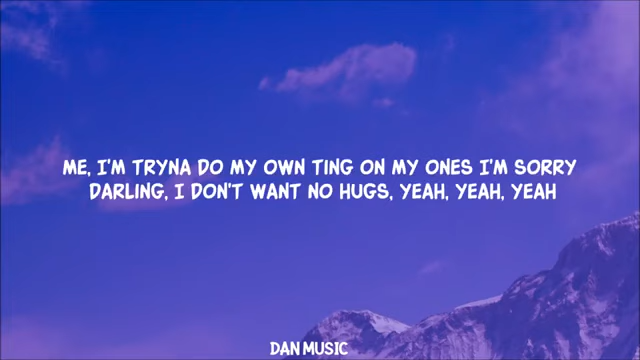 ME, I'M TRYNA DO MY OWN TING ON MY ONES I'M SORRY
DARLING, I DON'T WANT NO HUGS, YEAH, YEAH, YEAH
DAN MUSIC